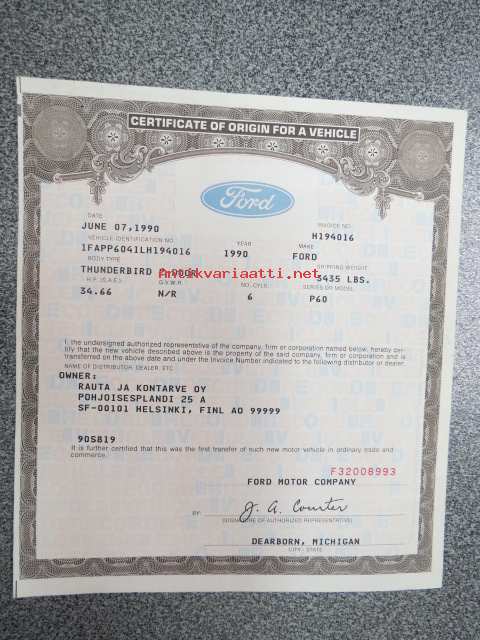 CERTIFICATE OF ORIGIN FOR A VEHICLE
Ford
DATE INVOICE NO.
JUNE 07,1990 H194016
VEHICLE IDENTIFICATION NO. YEAR MAKE
1FAPP6041LH194016 1990 FORD
BODY TYPE SHIPPING WEIGHT
THUNDERBIRD 2-DOOR 3435 LBS.
Antikvariaatti.net
H.P. (S.A.E.) G.V.W.R. NO. CYLS. SERIES OR MODEL
34.66 N/R 6 P60
I, the undersigned authorized representative of the company, firm or corporation named below, hereby cer-
tify that the new vehicle described above is the property of the said company, firm or corporation and is
transferred on the above date and under the Invoice Number indicated to the following distributor or dealer.
NAME OF DISTRIBUTOR, DEALER, ETC.
OWNER:
RAUTA JA KONTARVE OY
POHJOISESPLANDI 25 A
SF-00101 HELSINKI, FINL AO 99999
90S819
It is further certified that this was the first transfer of such new motor vehicle in ordinary trade and
commerce.
F32008993
FORD MOTOR COMPANY
BY: J. A. Courter
(SIGNATURE OF AUTHORIZED REPRESENTATIVE)
DEARBORN, MICHIGAN
CITY - STATE